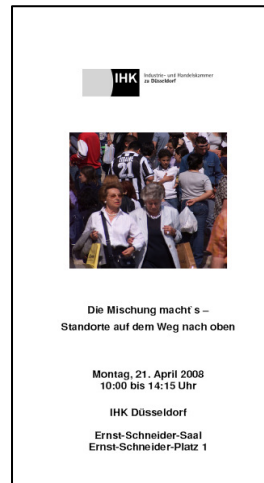 IHK
Industrie- und Handelskammer
zu Düsseldorf
Die Mischung macht´s –
Standorte auf dem Weg nach oben
Montag, 21. April 2008
10:00 bis 14:15 Uhr
IHK Düsseldorf
Ernst-Schneider-Saal
Ernst-Schneider-Platz 1